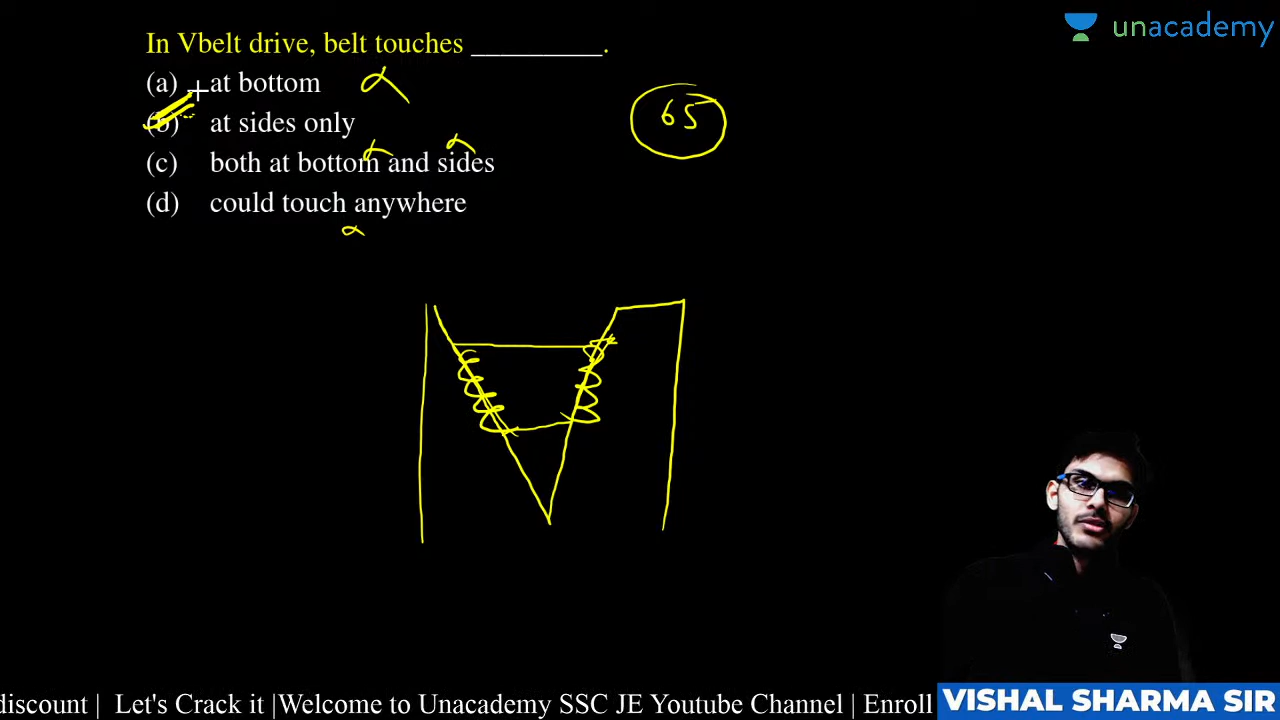 unacademy
In Vbelt drive, belt touches __________.
(a) at bottom
(b) at sides only
(c) both at bottom and sides
(d) could touch anywhere
65
discount | Let's Crack it |Welcome to Unacademy SSC JE Youtube Channel | Enroll
VISHAL SHARMA SIR